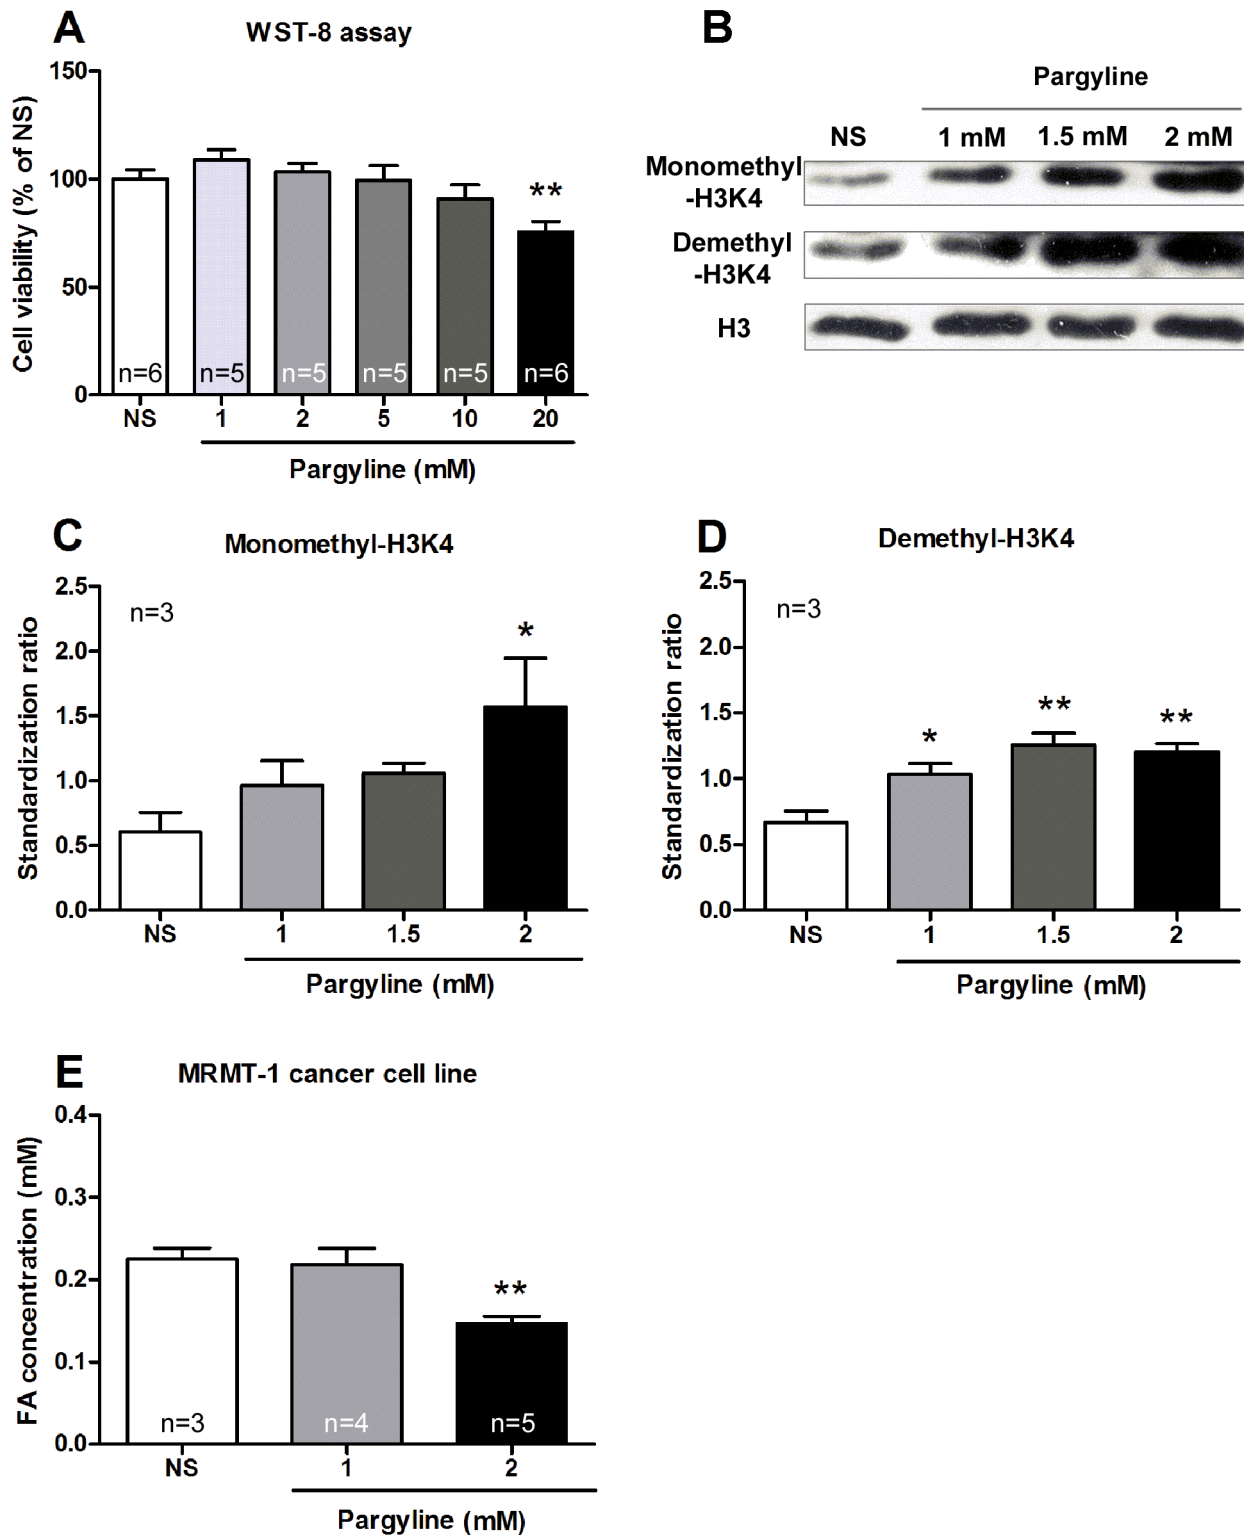 A
WST-8 assay
Cell viability (% of NS)
150
100
50
0
**
n=6
n=5
n=5
n=5
n=5
n=6
NS
1
2
5
10
20
Pargyline (mM)
B
Pargyline
NS
1 mM
1.5 mM
2 mM
Monomethyl
-H3K4
Demethyl
-H3K4
H3
C
Monomethyl-H3K4
Standardization ratio
2.5
2.0
1.5
1.0
0.5
0.0
n=3
*
NS
1
1.5
2
Pargyline (mM)
D
Demethyl-H3K4
Standardization ratio
2.5
2.0
1.5
1.0
0.5
0.0
n=3
*
**
**
NS
1
1.5
2
Pargyline (mM)
E
MRMT-1 cancer cell line
FA concentration (mM)
0.4
0.3
0.2
0.1
0.0
**
n=3
n=4
n=5
NS
1
2
Pargyline (mM)